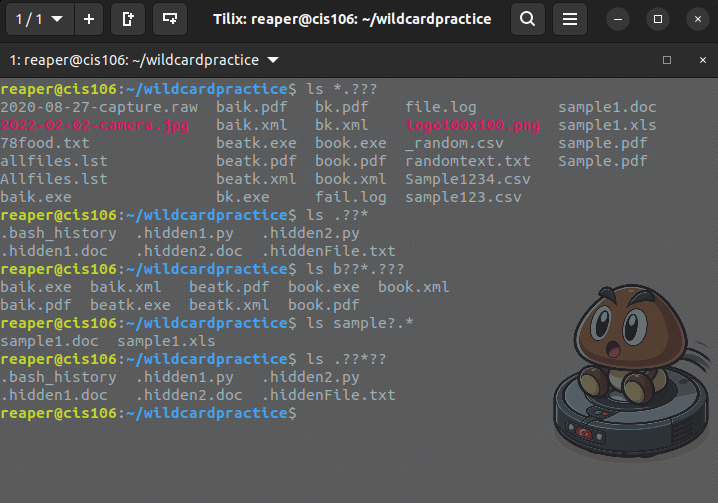 1 / 1 Tilix: reaper@cis106: ~/wildcardpractice
1: reaper@cis106: ~/wildcardpractice
reaper@cis106:~/wildcardpractice$ ls *.???
2020-08-27-capture.raw baik.pdf bk.pdf file.log sample1.doc
2022-02-02-camera.jpg baik.xml bk.xml logo100x100.png sample1.xls
78food.txt beatk.exe book.exe _random.csv sample.pdf
allfiles.lst beatk.pdf book.pdf randomtext.txt Sample.pdf
Allfiles.lst beatk.xml book.xml Sample1234.csv
baik.exe bk.exe fail.log sample123.csv
reaper@cis106:~/wildcardpractice$ ls .??*
.bash_history .hidden1.py .hidden2.py
.hidden1.doc .hidden2.doc .hiddenFile.txt
reaper@cis106:~/wildcardpractice$ ls b??*.???
baik.exe baik.xml beatk.pdf book.exe book.xml
baik.pdf beatk.exe beatk.xml book.pdf
reaper@cis106:~/wildcardpractice$ ls sample?.*
sample1.doc sample1.xls
reaper@cis106:~/wildcardpractice$ ls .??*??
.bash_history .hidden1.py .hidden2.py
.hidden1.doc .hidden2.doc .hiddenFile.txt
reaper@cis106:~/wildcardpractice$